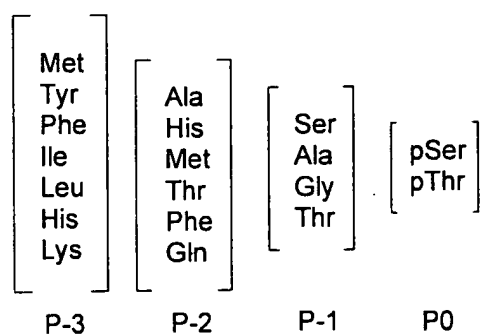 Met
Tyr
Phe
Ile
Leu
His
Lys
P-3
Ala
His
Met
Thr
Phe
Gln
P-2
Ser
Ala
Gly
Thr
P-1
pSer
pThr
P0